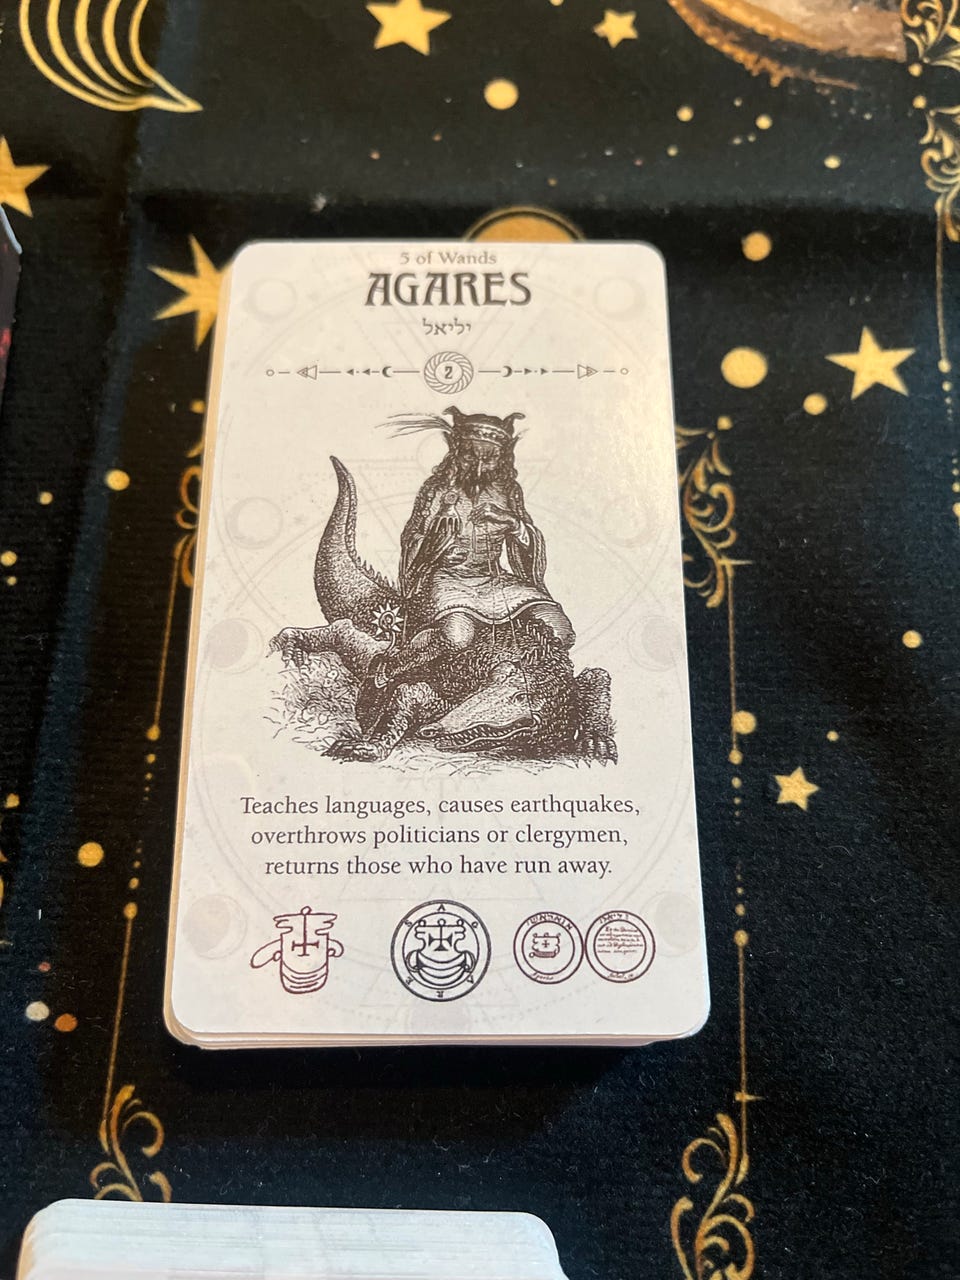 5 of Wands
AGARES
יליאל
2
Teaches languages, causes earthquakes,
overthrows politicians or clergymen,
returns those who have run away.
A G A R E S